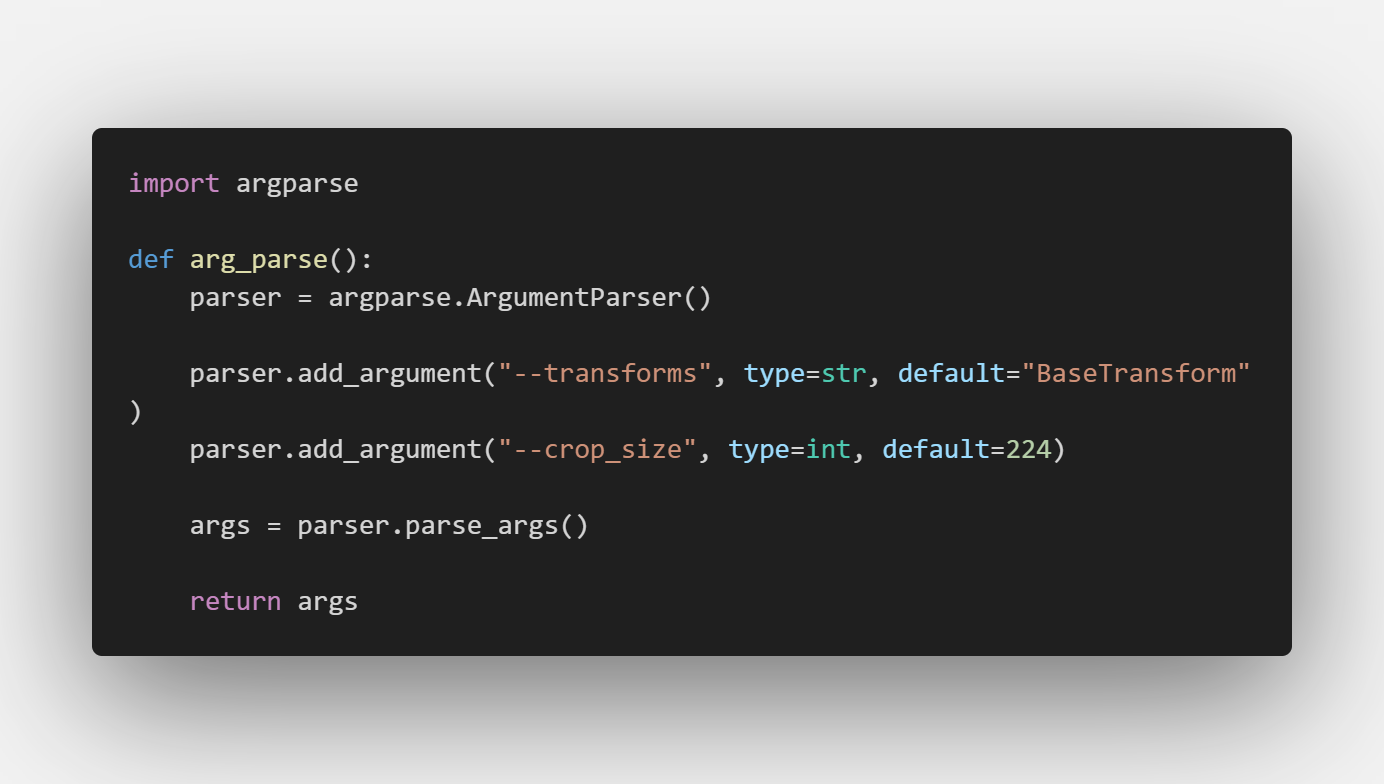 import argparse

def arg_parse():
    parser = argparse.ArgumentParser()

    parser.add_argument("--transforms", type=str, default="BaseTransform"
)
    parser.add_argument("--crop_size", type=int, default=224)

    args = parser.parse_args()

    return args